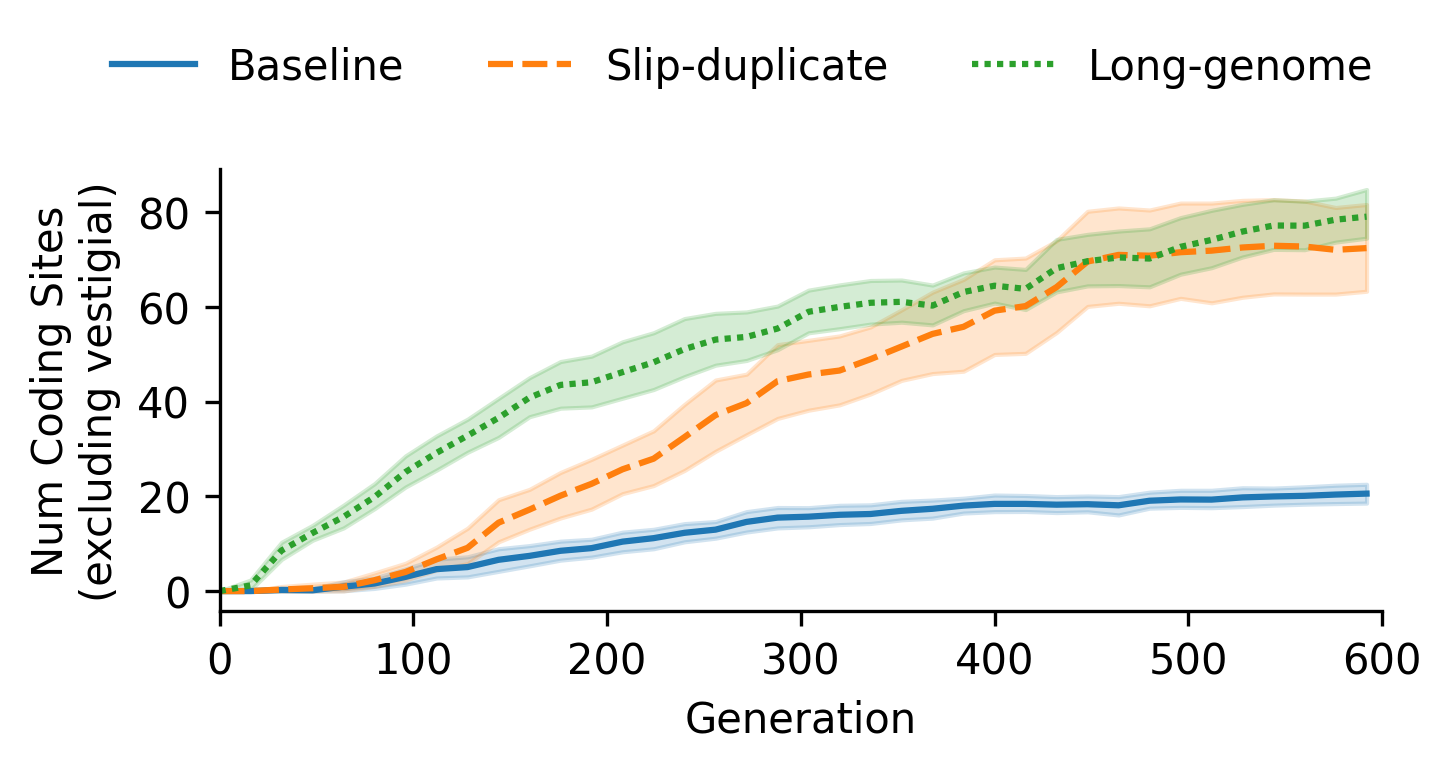 Baseline Slip-duplicate Long-genome
Num Coding Sites
(excluding vestigial)
80
60
40
20
0
0 100 200 300 400 500 600
Generation